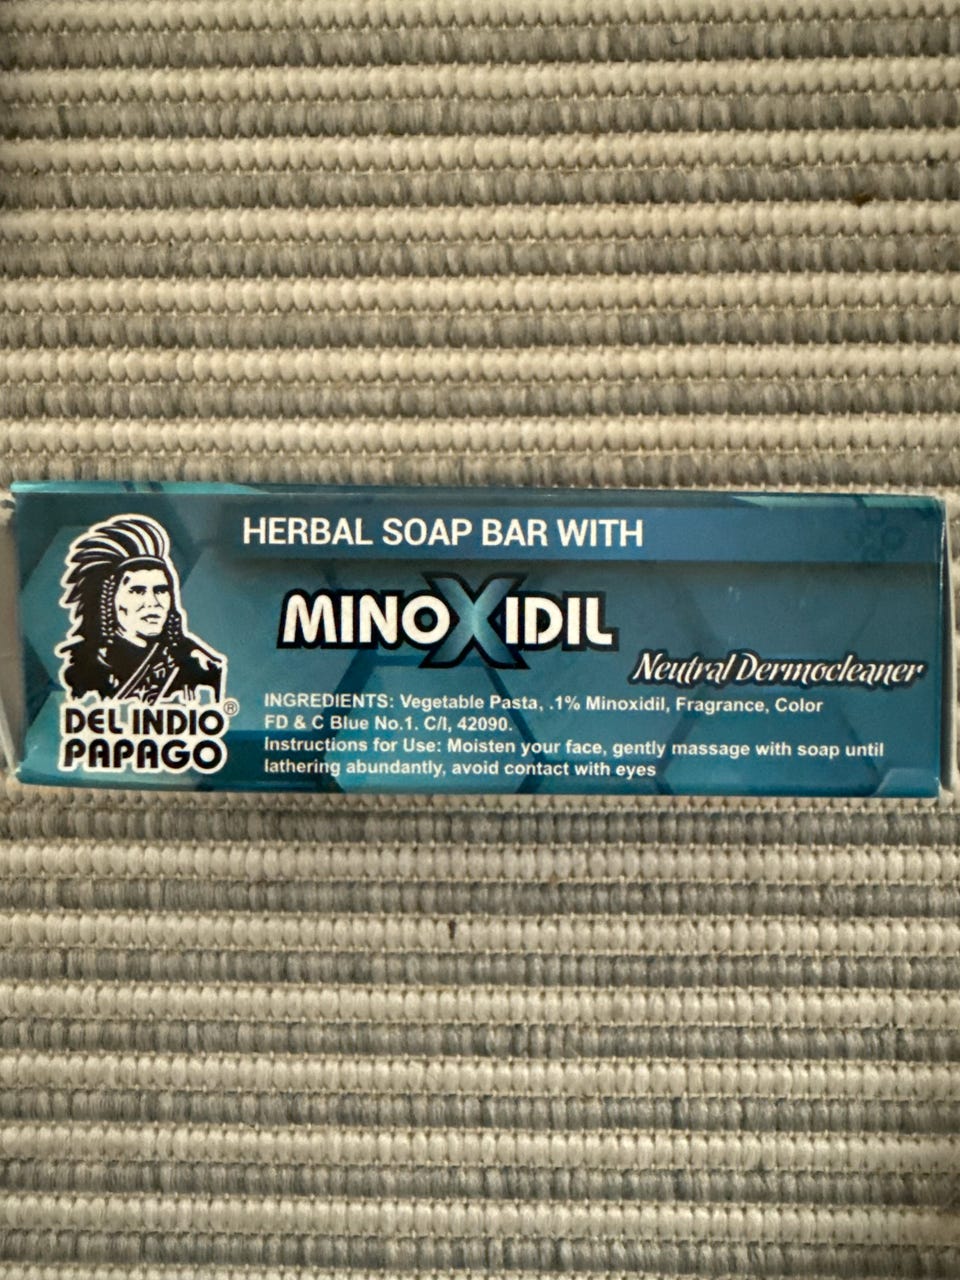 HERBAL SOAP BAR WITH
MINOXIDIL
Neutral Dermocleaner
DEL INDIO®
PAPAGO
INGREDIENTS: Vegetable Pasta, .1% Minoxidil, Fragrance, Color
FD & C Blue No.1. C/I, 42090.
Instructions for Use: Moisten your face, gently massage with soap until
lathering abundantly, avoid contact with eyes